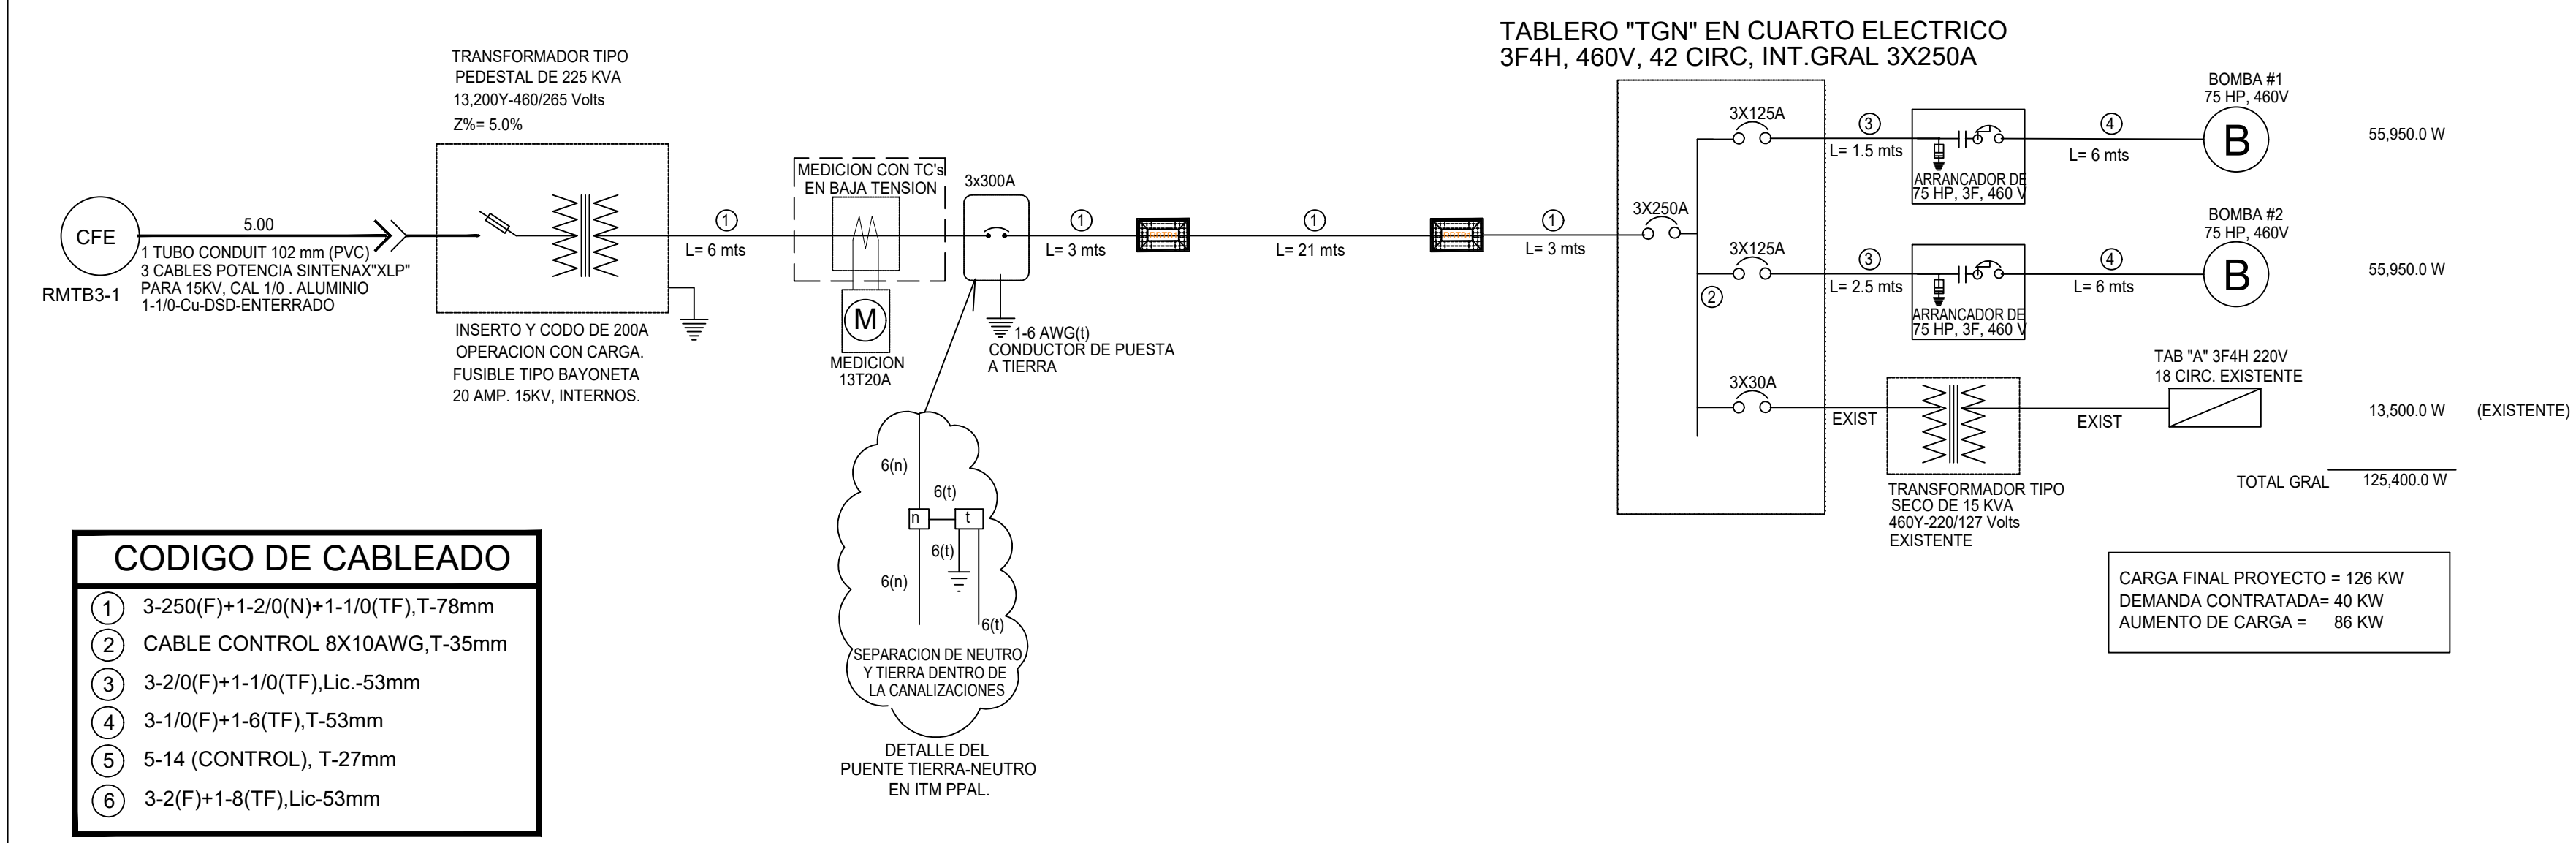 TABLERO "TGN" EN CUARTO ELECTRICO
3F4H, 460V, 42 CIRC, INT.GRAL 3X250A
TRANSFORMADOR TIPO
PEDESTAL DE 225 KVA
13,200Y-460/265 Volts
Z%= 5.0%
CFE
RMTB3-1
5.00
1 TUBO CONDUIT 102 mm (PVC)
3 CABLES POTENCIA SINTENAX"XLP"
PARA 15KV, CAL 1/0 . ALUMINIO
1-1/0-Cu-DSD-ENTERRADO
INSERTO Y CODO DE 200A
OPERACION CON CARGA.
FUSIBLE TIPO BAYONETA
20 AMP. 15KV, INTERNOS.
1
L= 6 mts
MEDICION CON TC's
EN BAJA TENSION
M
MEDICION
13T20A
3x300A
1-6 AWG(t)
CONDUCTOR DE PUESTA
A TIERRA
1
L= 3 mts
1
L= 21 mts
1
L= 3 mts
6(n)
6(t)
n
t
6(t)
6(n)
6(t)
SEPARACION DE NEUTRO
Y TIERRA DENTRO DE
LA CANALIZACIONES
DETALLE DEL
PUENTE TIERRA-NEUTRO
EN ITM PPAL.
3X250A
2
3X125A
3
L= 1.5 mts
ARRANCADOR DE
75 HP, 3F, 460 V
4
L= 6 mts
BOMBA #1
75 HP, 460V
B
55,950.0 W
3X125A
3
L= 2.5 mts
ARRANCADOR DE
75 HP, 3F, 460 V
4
L= 6 mts
BOMBA #2
75 HP, 460V
B
55,950.0 W
3X30A
EXIST
TRANSFORMADOR TIPO
SECO DE 15 KVA
460Y-220/127 Volts
EXISTENTE
EXIST
TAB "A" 3F4H 220V
18 CIRC. EXISTENTE
13,500.0 W (EXISTENTE)
TOTAL GRAL 125,400.0 W
CARGA FINAL PROYECTO = 126 KW
DEMANDA CONTRATADA= 40 KW
AUMENTO DE CARGA = 86 KW
CODIGO DE CABLEADO
1 3-250(F)+1-2/0(N)+1-1/0(TF),T-78mm
2 CABLE CONTROL 8X10AWG,T-35mm
3 3-2/0(F)+1-1/0(TF),Lic.-53mm
4 3-1/0(F)+1-6(TF),T-53mm
5 5-14 (CONTROL), T-27mm
6 3-2(F)+1-8(TF),Lic-53mm